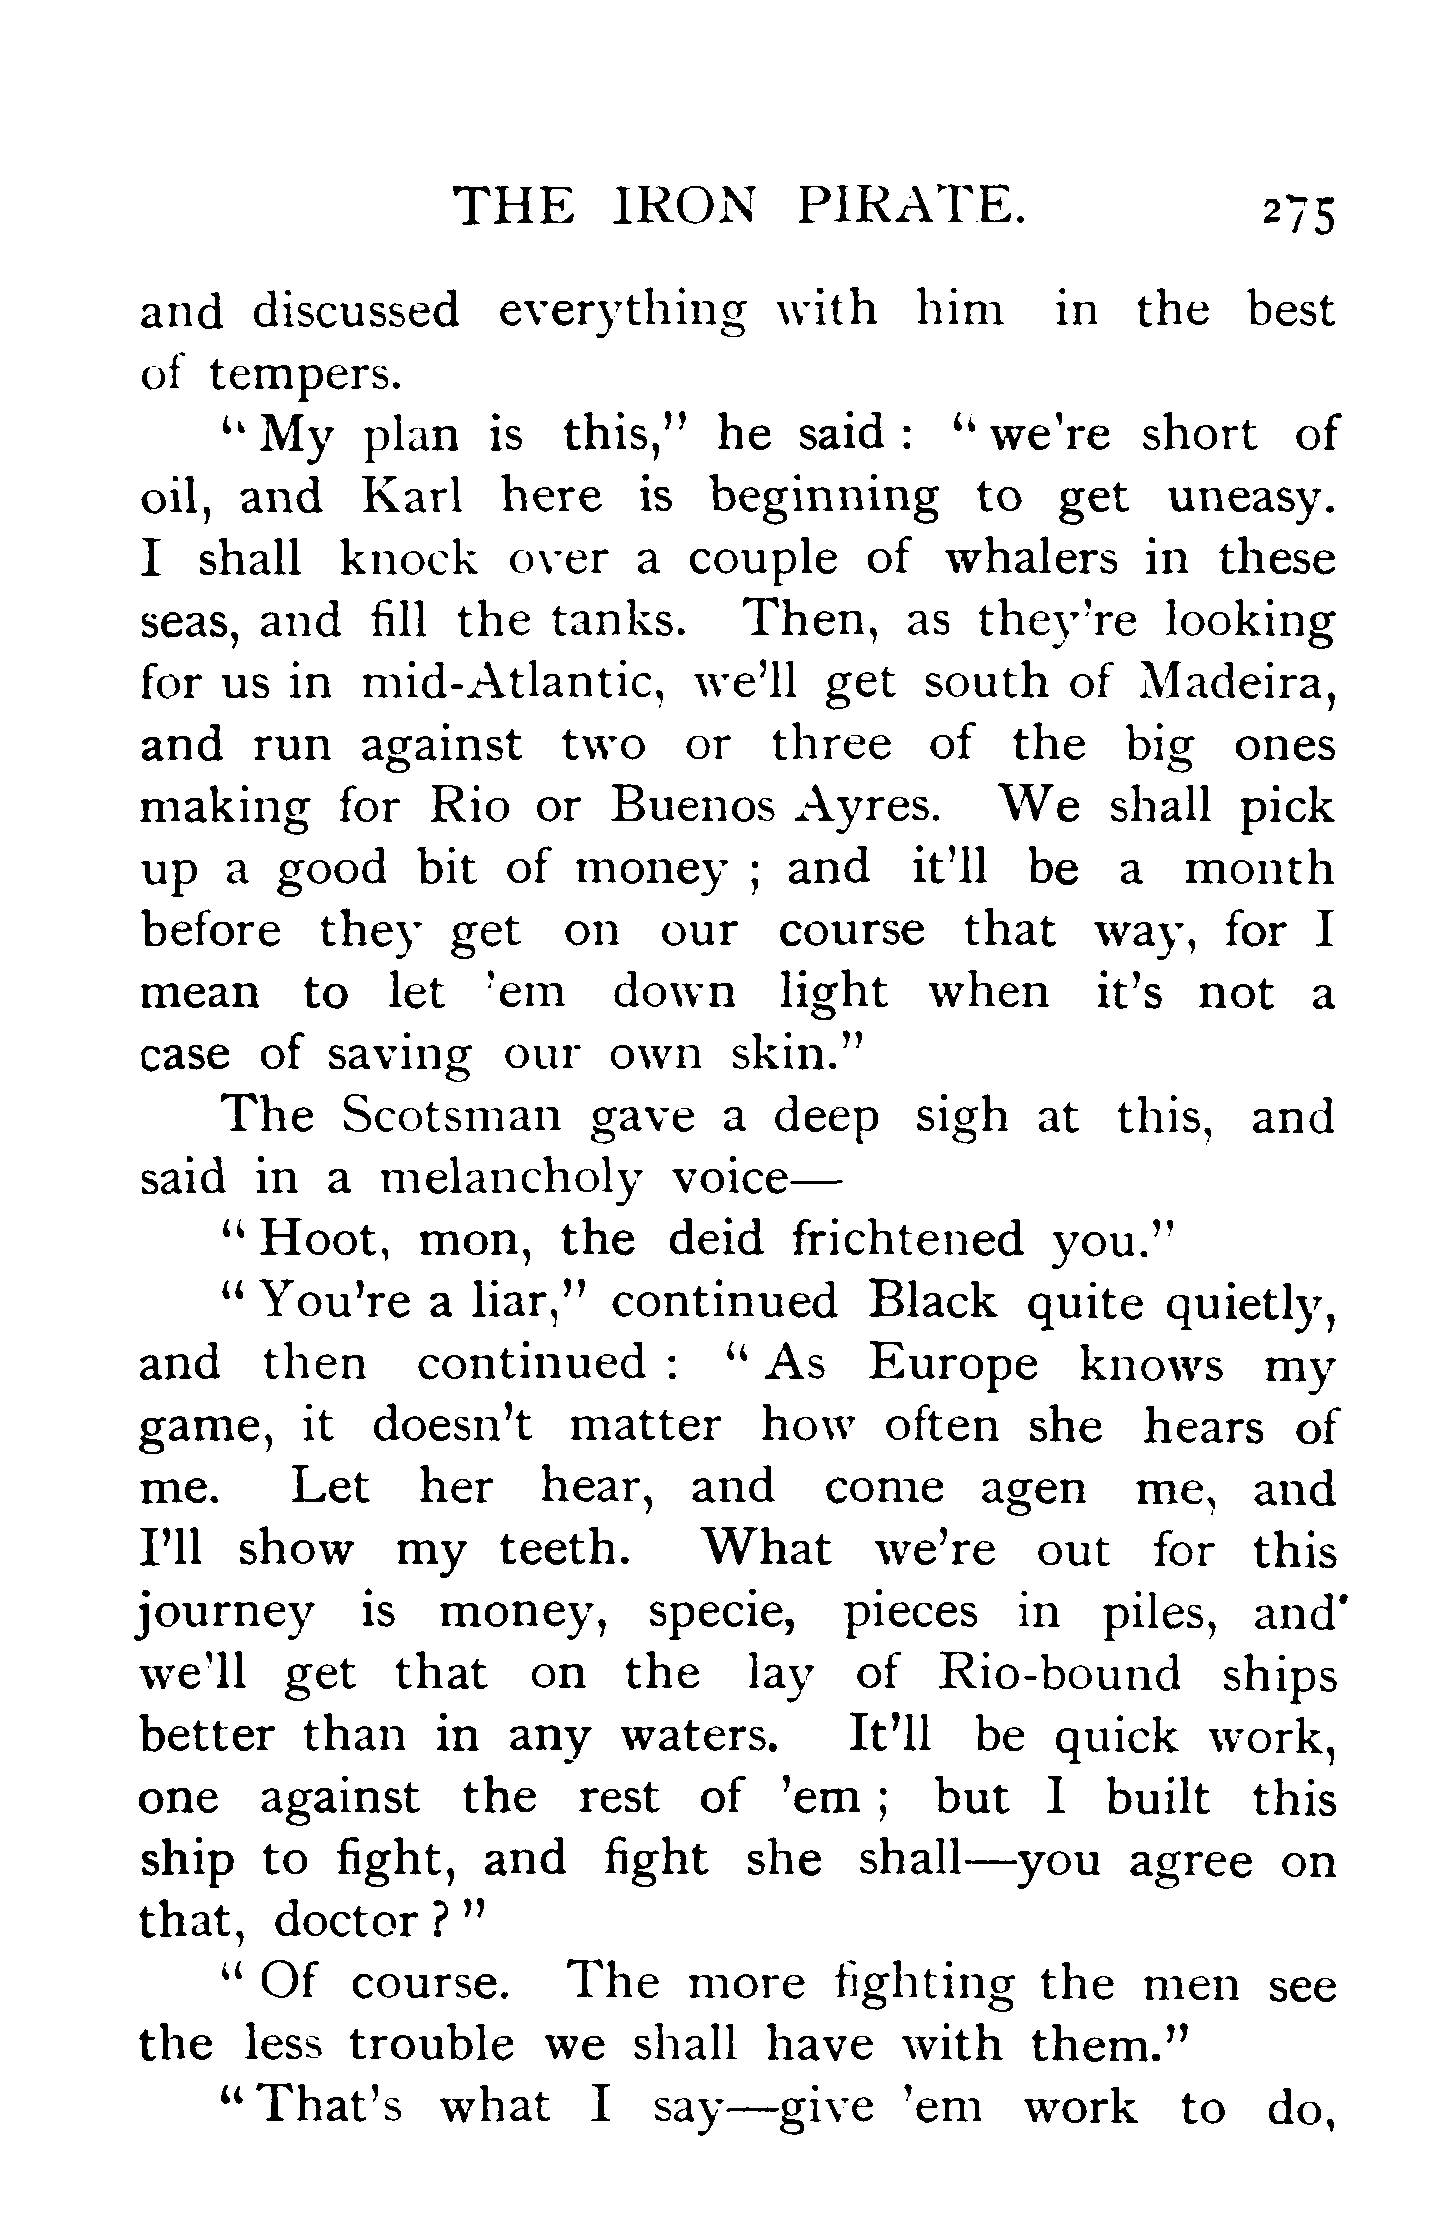 THE IRON PIRATE. 275
and discussed everything with him in the best
of tempers.
“My plan is this,” he said : “we're short of
oil, and Karl here is beginning to get uneasy.
I shall knock over a couple of whalers in these
seas, and fill the tanks. Then, as they're looking
for us in mid-Atlantic, we'll get south of Madeira,
and run against two or three of the big ones
making for Rio or Buenos Ayres. We shall pick
up a good bit of money ; and it'll be a month
before they get on our course that way, for I
mean to let 'em down light when it's not a
case of saving our own skin.”
The Scotsman gave a deep sigh at this, and
said in a melancholy voice—
“Hoot, mon, the deid frichtened you.”
“You're a liar,” continued Black quite quietly,
and then continued : “As Europe knows my
game, it doesn't matter how often she hears of
me. Let her hear, and come agen me, and
I'll show my teeth. What we're out for this
journey is money, specie, pieces in piles, and
we'll get that on the lay of Rio-bound ships
better than in any waters. It'll be quick work,
one against the rest of 'em ; but I built this
ship to fight, and fight she shall—you agree on
that, doctor ?”
“Of course. The more fighting the men see
the less trouble we shall have with them.”
“That's what I say—give 'em work to do,